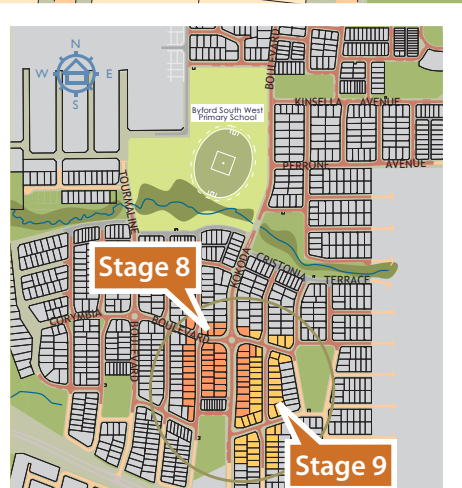 BOULEVARD
N
W E
S
KINSELLA AVENUE
Byford South West
Primary School
PERRONE AVENUE
TOURMALINE
KOKODA
CRISTONIA
TERRACE
Stage 8
CORYMBIA BOULEVARD
BOULEVARD
Stage 9